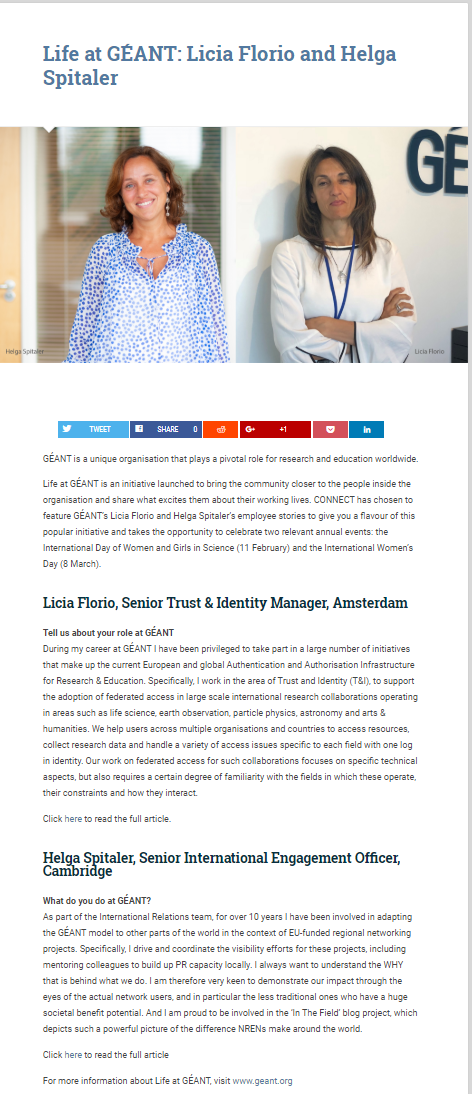 Life at GÉANT: Licia Florio and Helga
Spitaler
GÉ
Helga Spitaler
Licia Florio
TWEET
SHARE 0
+1
GÉANT is a unique organisation that plays a pivotal role for research and education worldwide.
Life at GÉANT is an initiative launched to bring the community closer to the people inside the
organisation and share what excites them about their working lives. CONNECT has chosen to
feature GÉANT's Licia Florio and Helga Spitaler's employee stories to give you a flavour of this
popular initiative and takes the opportunity to celebrate two relevant annual events: the
International Day of Women and Girls in Science (11 February) and the International Women's
Day (8 March).
Licia Florio, Senior Trust & Identity Manager, Amsterdam
Tell us about your role at GÉANT
During my career at GÉANT I have been privileged to take part in a large number of initiatives
that make up the current European and global Authentication and Authorisation Infrastructure
for Research & Education. Specifically, I work in the area of Trust and Identity (T&I), to support
the adoption of federated access in large scale international research collaborations operating
in areas such as life science, earth observation, particle physics, astronomy and arts &
humanities. We help users across multiple organisations and countries to access resources,
collect research data and handle a variety of access issues specific to each field with one log
in identity. Our work on federated access for such collaborations focuses on specific technical
aspects, but also requires a certain degree of familiarity with the fields in which these operate,
their constraints and how they interact.
Click here to read the full article.
Helga Spitaler, Senior International Engagement Officer,
Cambridge
What do you do at GÉANT?
As part of the International Relations team, for over 10 years I have been involved in adapting
the GÉANT model to other parts of the world in the context of EU-funded regional networking
projects. Specifically, I drive and coordinate the visibility efforts for these projects, including
mentoring colleagues to build up PR capacity locally. I always want to understand the WHY
that is behind what we do. I am therefore very keen to demonstrate our impact through the
eyes of the actual network users, and in particular the less traditional ones who have a huge
societal benefit potential. And I am proud to be involved in the 'In The Field' blog project, which
depicts such a powerful picture of the difference NRENs make around the world.
Click here to read the full article
For more information about Life at GÉANT, visit www.geant.org